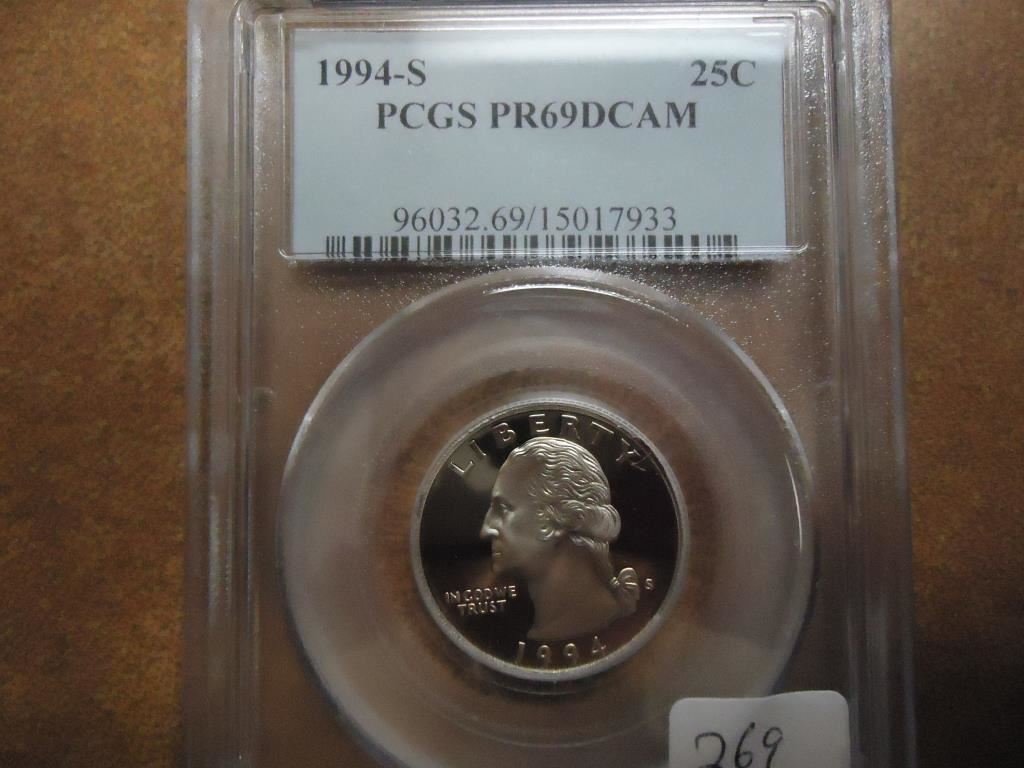 1994-S 25C
PCGS PR69DCAM
96032.69/15017933
LIBERTY
IN GOD WE
TRUST
S
1994
269